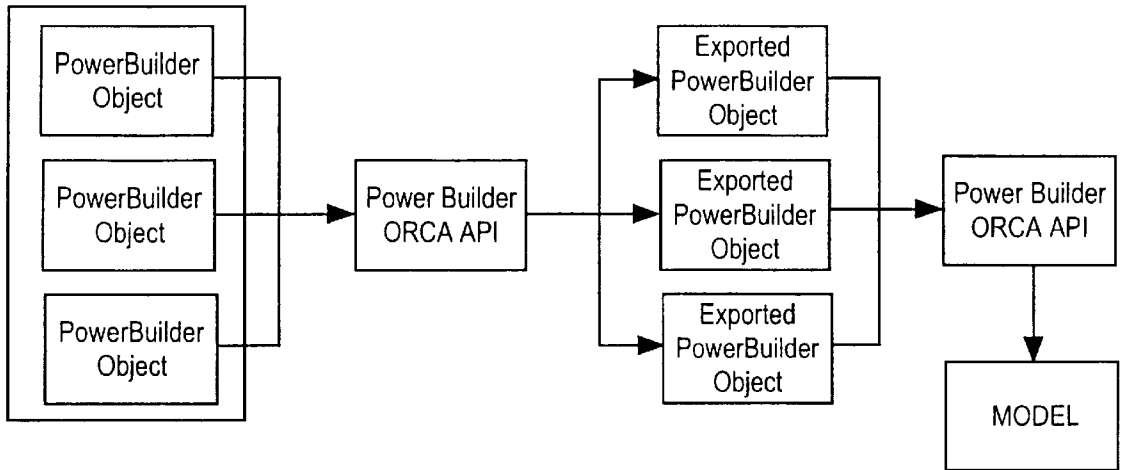 PowerBuilder
Object
PowerBuilder
Object
PowerBuilder
Object
Power Builder
ORCA API
Exported
PowerBuilder
Object
Exported
PowerBuilder
Object
Exported
PowerBuilder
Object
Power Builder
ORCA API
MODEL